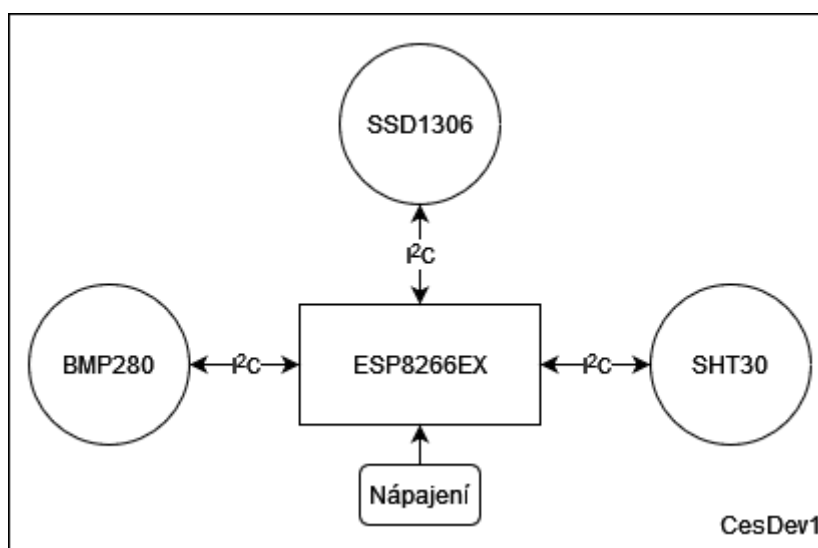 SSD1306
I²C
BMP280
I²C
ESP8266EX
I²C
SHT30
Nápajení
CesDev1